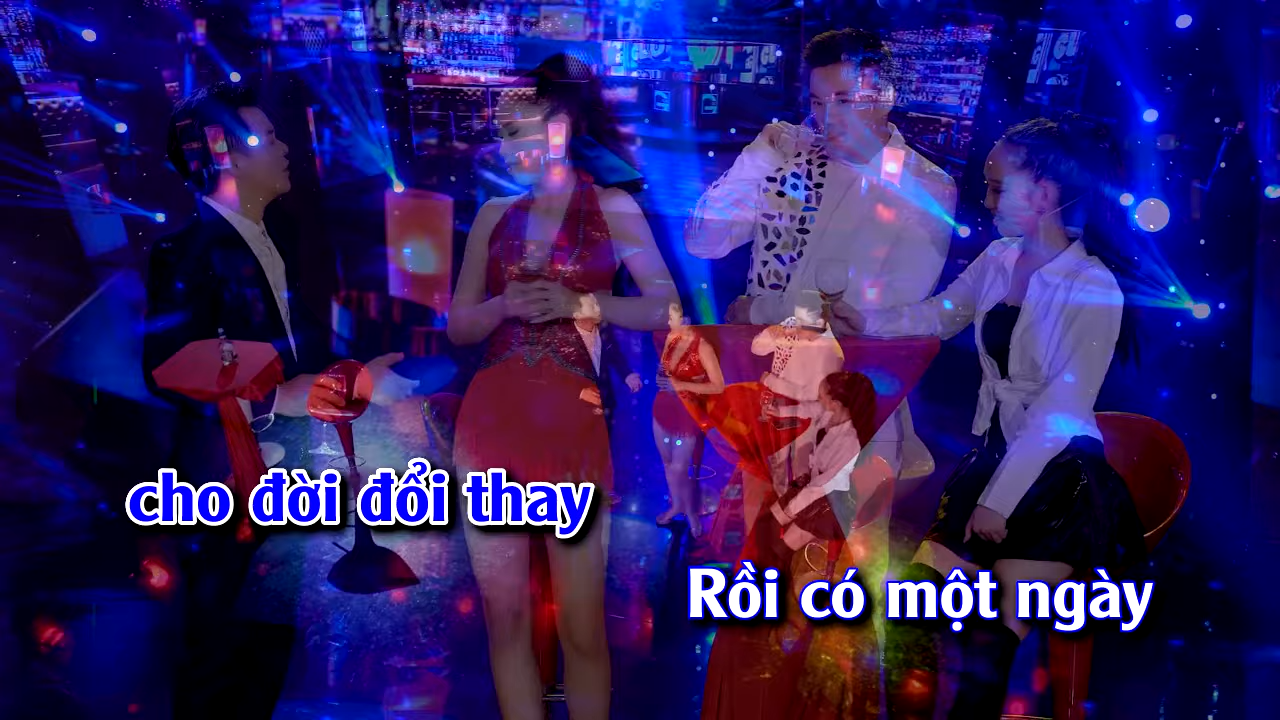 cho đời đổi thay
Rồi có một ngày